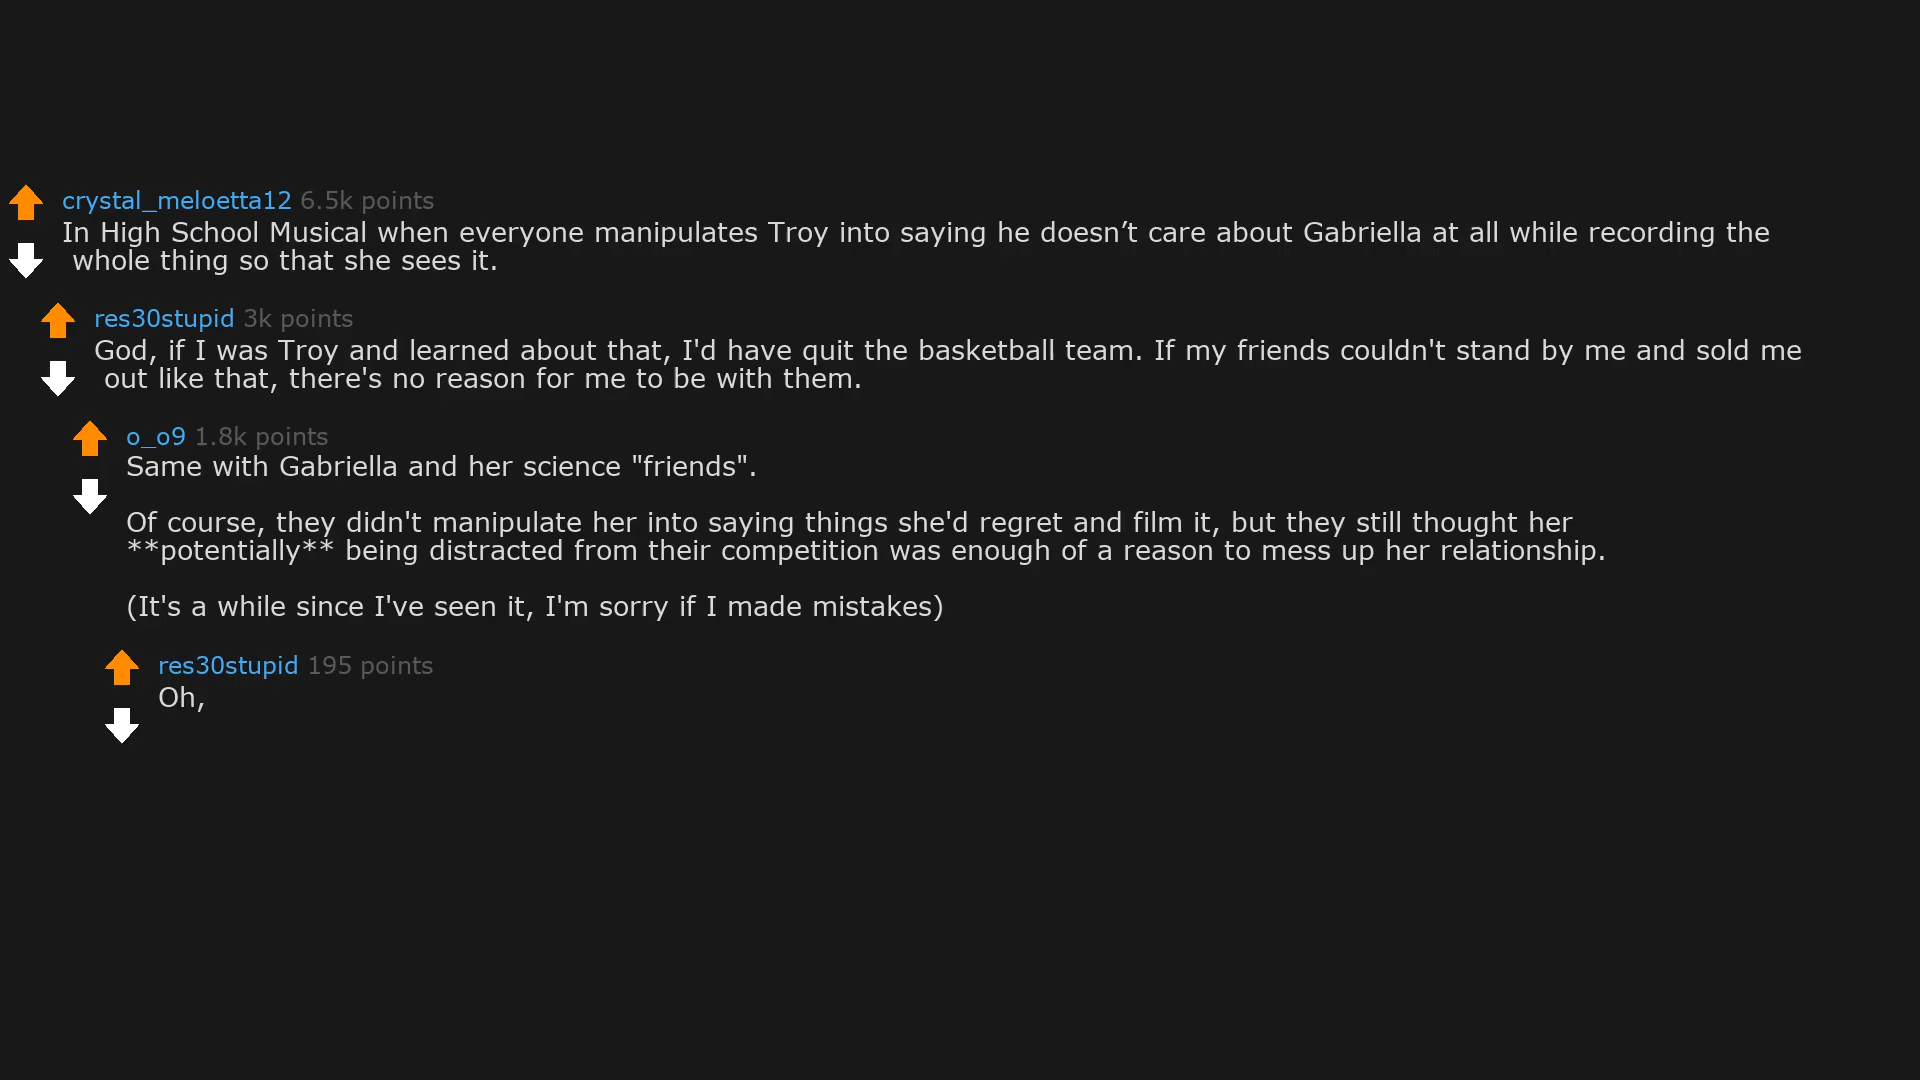 crystal_meloetta12 6.5k points
In High School Musical when everyone manipulates Troy into saying he doesn’t care about Gabriella at all while recording the
whole thing so that she sees it.
res30stupid 3k points
God, if I was Troy and learned about that, I'd have quit the basketball team. If my friends couldn't stand by me and sold me
out like that, there's no reason for me to be with them.
o_o9 1.8k points
Same with Gabriella and her science "friends".
Of course, they didn't manipulate her into saying things she'd regret and film it, but they still thought her
**potentially** being distracted from their competition was enough of a reason to mess up her relationship.
(It's a while since I've seen it, I'm sorry if I made mistakes)
res30stupid 195 points
Oh,